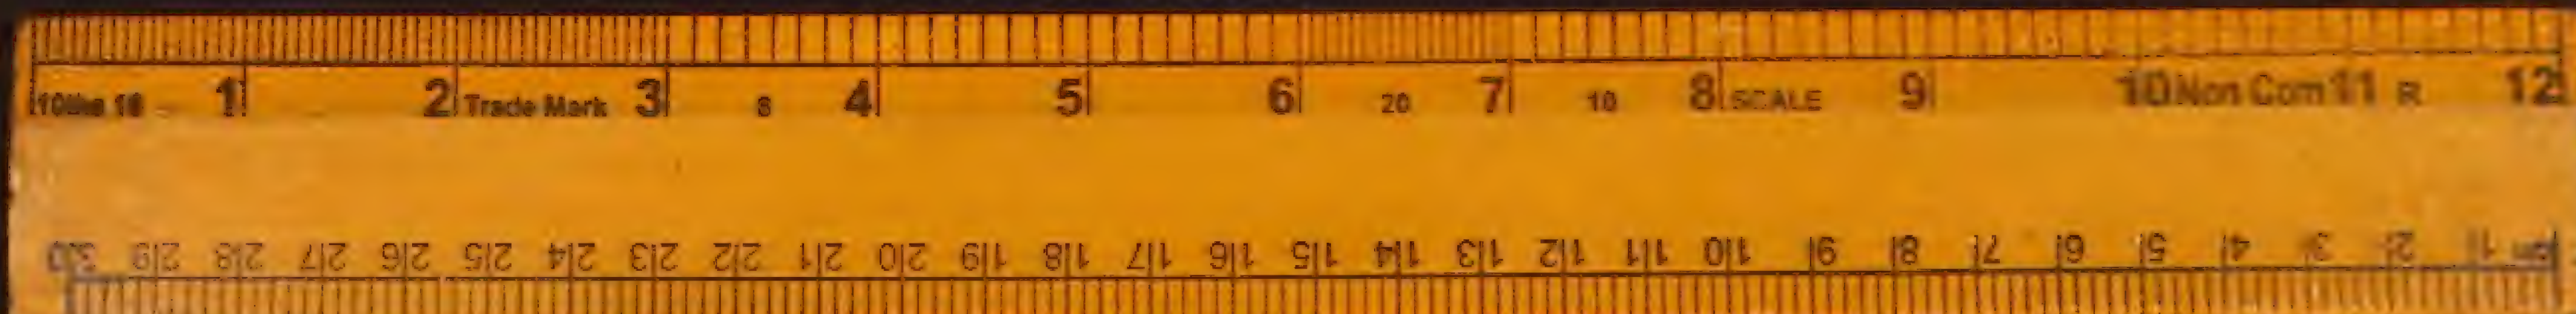 10ths 16 1 2 Trade Mark 3 8 4 5 6 20 7 10 8 SCALE 9 10 Non Com 11 R 12
cm 1 2 3 4 5 6 7 8 9 10 11 12 13 14 15 16 17 18 19 20 21 22 23 24 25 26 27 28 29 30